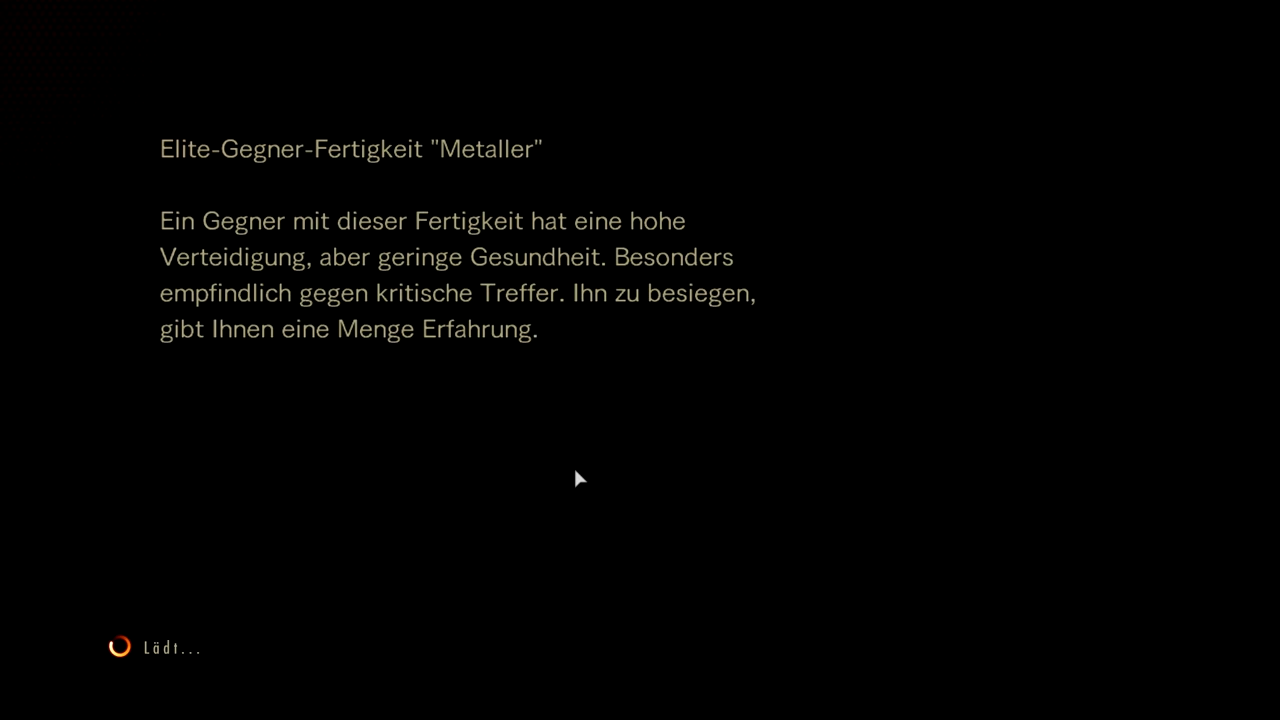 Elite-Gegner-Fertigkeit "Metaller"
Ein Gegner mit dieser Fertigkeit hat eine hohe
Verteidigung, aber geringe Gesundheit. Besonders
empfindlich gegen kritische Treffer. Ihn zu besiegen,
gibt Ihnen eine Menge Erfahrung.
Lädt...